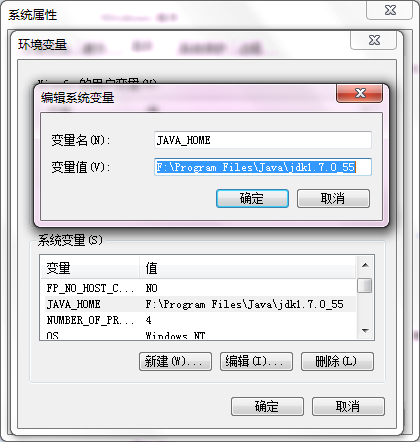 系统属性
环境变量
的用户变量(U)
编辑系统变量
变量名(N):
JAVA_HOME
变量值(V):
F:\Program Files\Java\jdk1.7.0_55
确定
取消
系统变量(S)
变量
值
FP_NO_HOST_C...
NO
JAVA_HOME
F:\Program Files\Java\jdk1.7.0_55
NUMBER_OF_PR...
4
OS
Windows_NT
新建(W)...
编辑(I)...
删除(L)
确定
取消